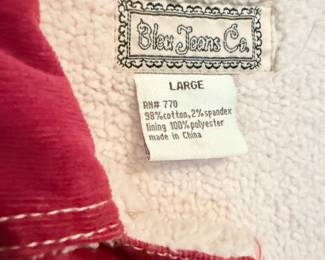 Bleu Jeans Co.
LARGE
RN# 770
98%cotton,2%spandex
lining 100%polyester
made in China